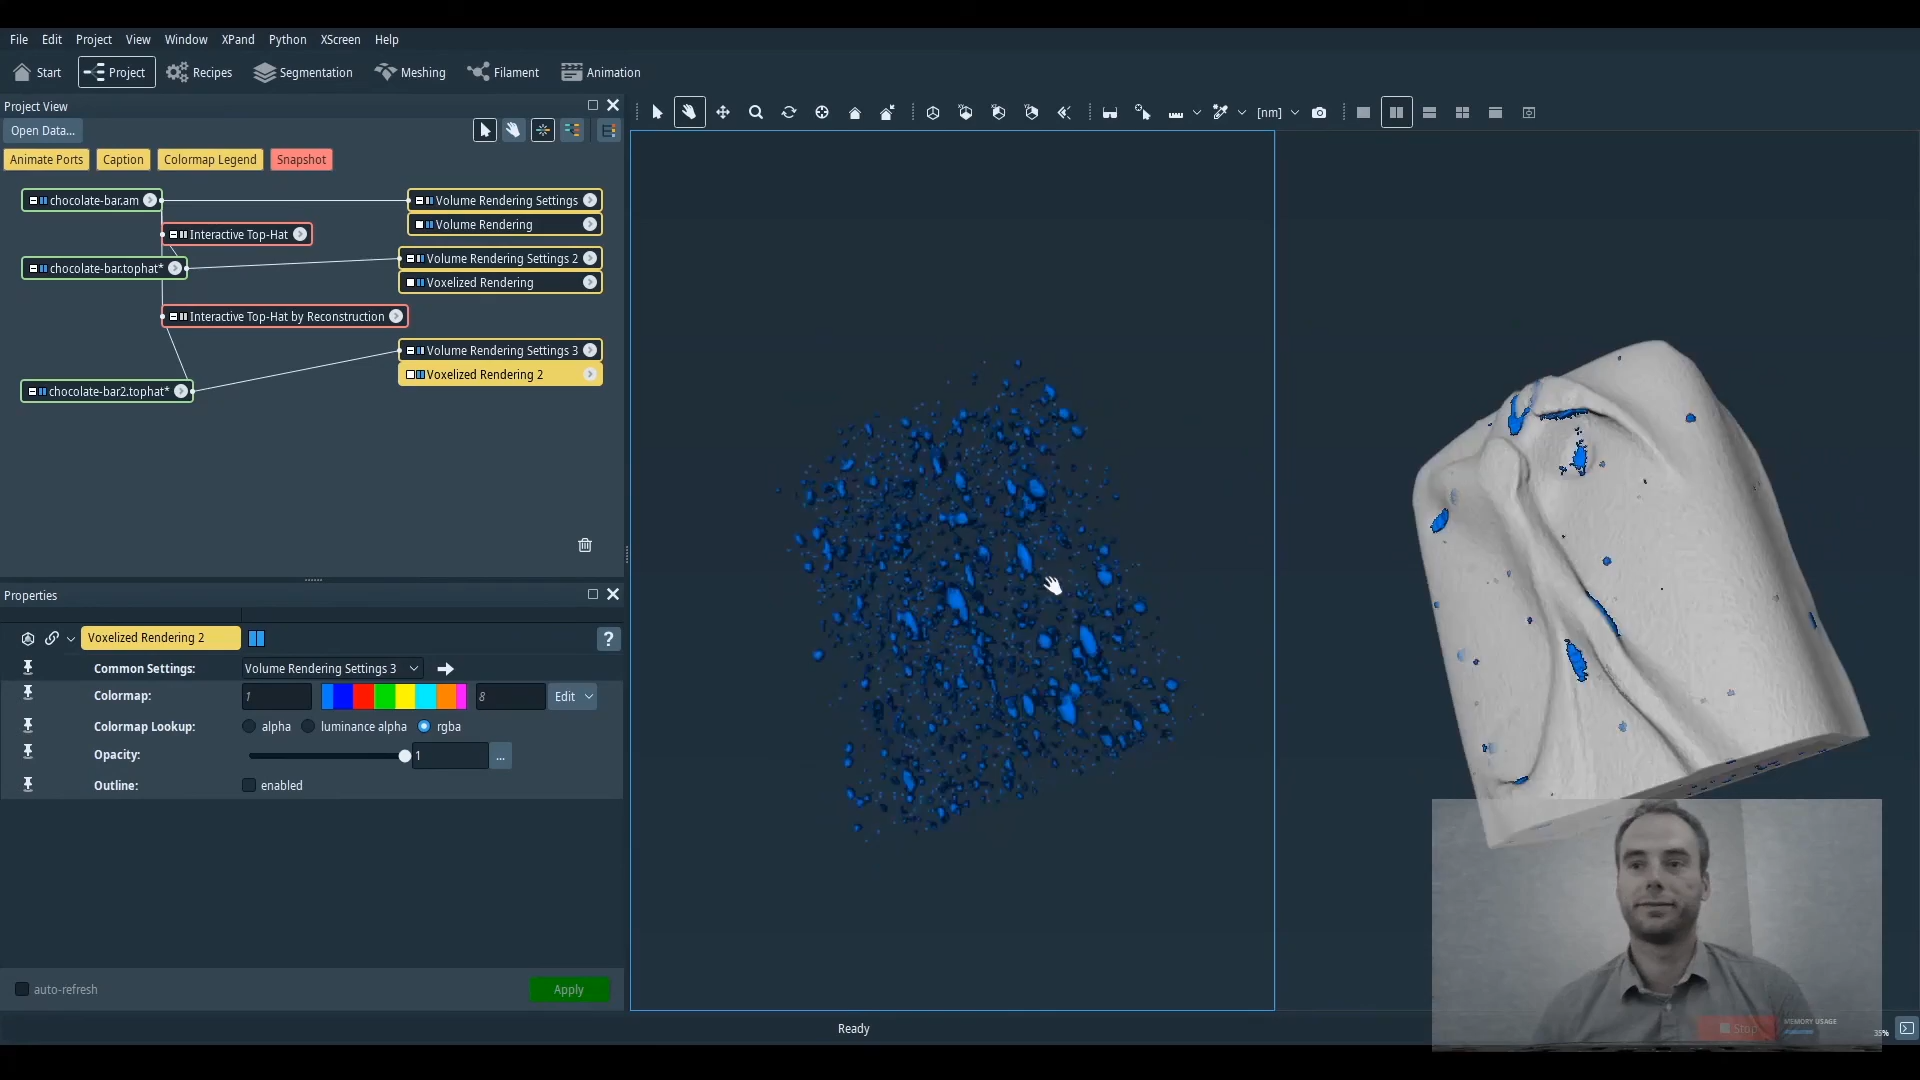 File Edit Project View Window XPand Python XScreen Help
Start Project Recipes Segmentation Meshing Filament Animation
Project View
Open Data...
Animate Ports Caption Colormap Legend Snapshot
[nm]
chocolate-bar.am
Volume Rendering Settings
Volume Rendering
Interactive Top-Hat
Volume Rendering Settings 2
chocolate-bar.tophat*
Voxelized Rendering
Interactive Top-Hat by Reconstruction
Volume Rendering Settings 3
Voxelized Rendering 2
chocolate-bar2.tophat*
Properties
Voxelized Rendering 2
?
Common Settings: Volume Rendering Settings 3
Colormap: 1 8 Edit
Colormap Lookup: alpha luminance alpha rgba
Opacity: 1 ...
Outline: enabled
auto-refresh Apply
Ready
Stop
MEMORY USAGE
35%